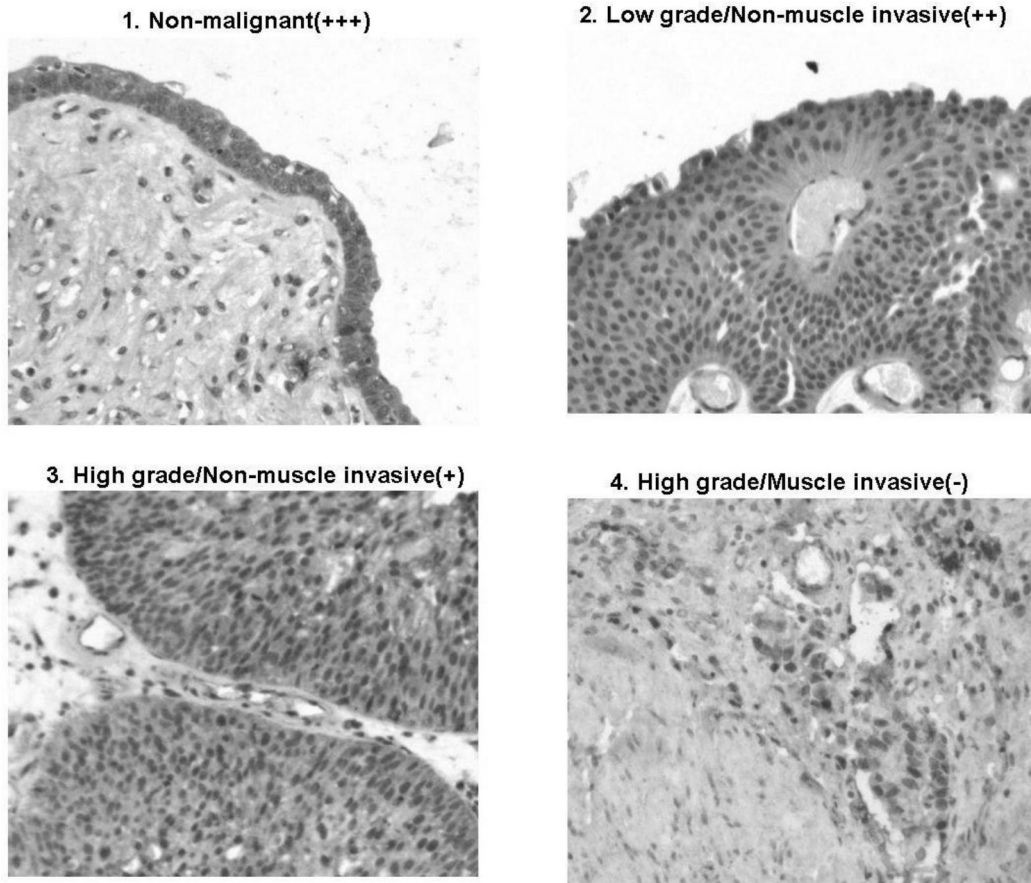 1. Non-malignant(+++)
2. Low grade/Non-muscle invasive(++)
3. High grade/Non-muscle invasive(+)
4. High grade/Muscle invasive(-)